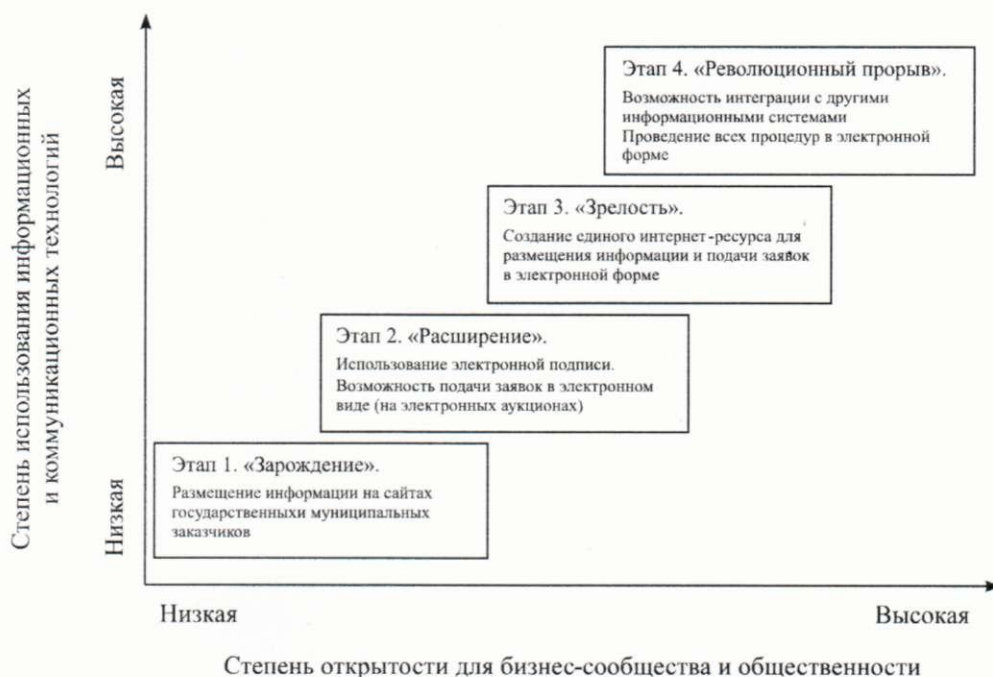 Степень использования информационных
и коммуникационных технологий
Высокая
Низкая
Этап 4. «Революционный прорыв».
Возможность интеграции с другими
информационными системами
Проведение всех процедур в электронной
форме
Этап 3. «Зрелость».
Создание единого интернет-ресурса для
размещения информации и подачи заявок
в электронной форме
Этап 2. «Расширение».
Использование электронной подписи.
Возможность подачи заявок в электронном
виде (на электронных аукционах)
Этап 1. «Зарождение».
Размещение информации на сайтах
государственныхи муниципальных
заказчиков
Низкая
Высокая
Степень открытости для бизнес-сообщества и общественности